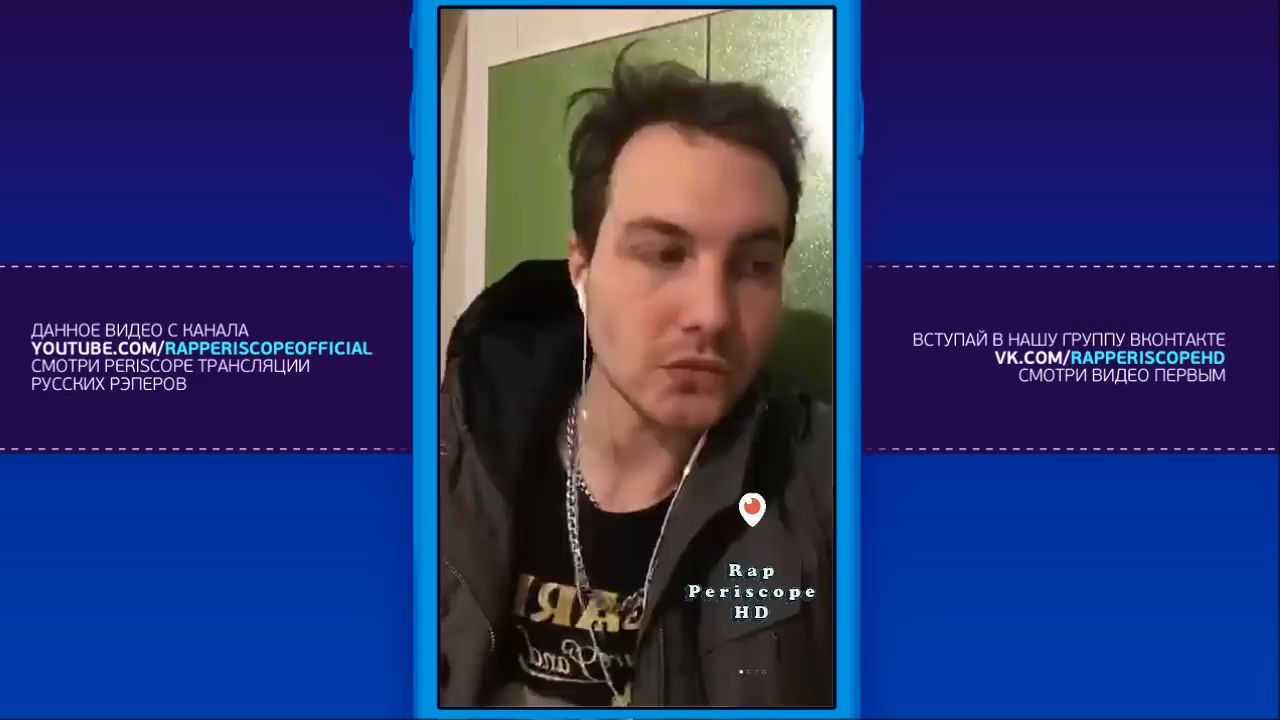 ДАННОЕ ВИДЕО С КАНАЛА
YOUTUBE.COM/RAPPERISCOPEOFFICIAL
СМОТРИ PERISCOPE ТРАНСЛЯЦИИ
РУССКИХ РЭПЕРОВ
ВСТУПАЙ В НАШУ ГРУППУ ВКОНТАКТЕ
VK.COM/RAPPERISCOPEHD
СМОТРИ ВИДЕО ПЕРВЫМ
Rap
Periscope
HD